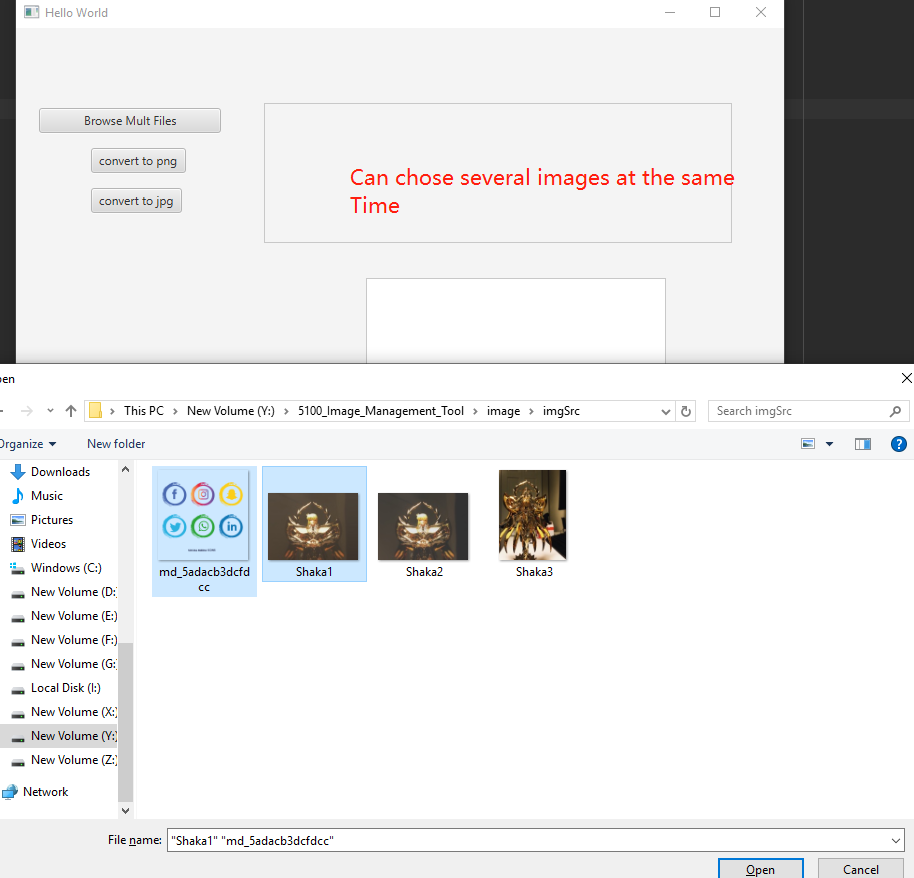 Hello World
Browse Mult Files
convert to png
convert to jpg
Can chose several images at the same
Time
pen
This PC > New Volume (Y:) > 5100_Image_Management_Tool > image > imgSrc
Search imgSrc
Organize
New folder
Downloads
Music
Pictures
Videos
Windows (C:)
New Volume (D:
New Volume (E:)
New Volume (F:)
New Volume (G:
Local Disk (I:)
New Volume (X:)
New Volume (Y:)
New Volume (Z:)
Network
md_5adacb3dcfd
cc
Shaka1
Shaka2
Shaka3
File name:
"Shaka1" "md_5adacb3dcfdcc"
Open
Cancel